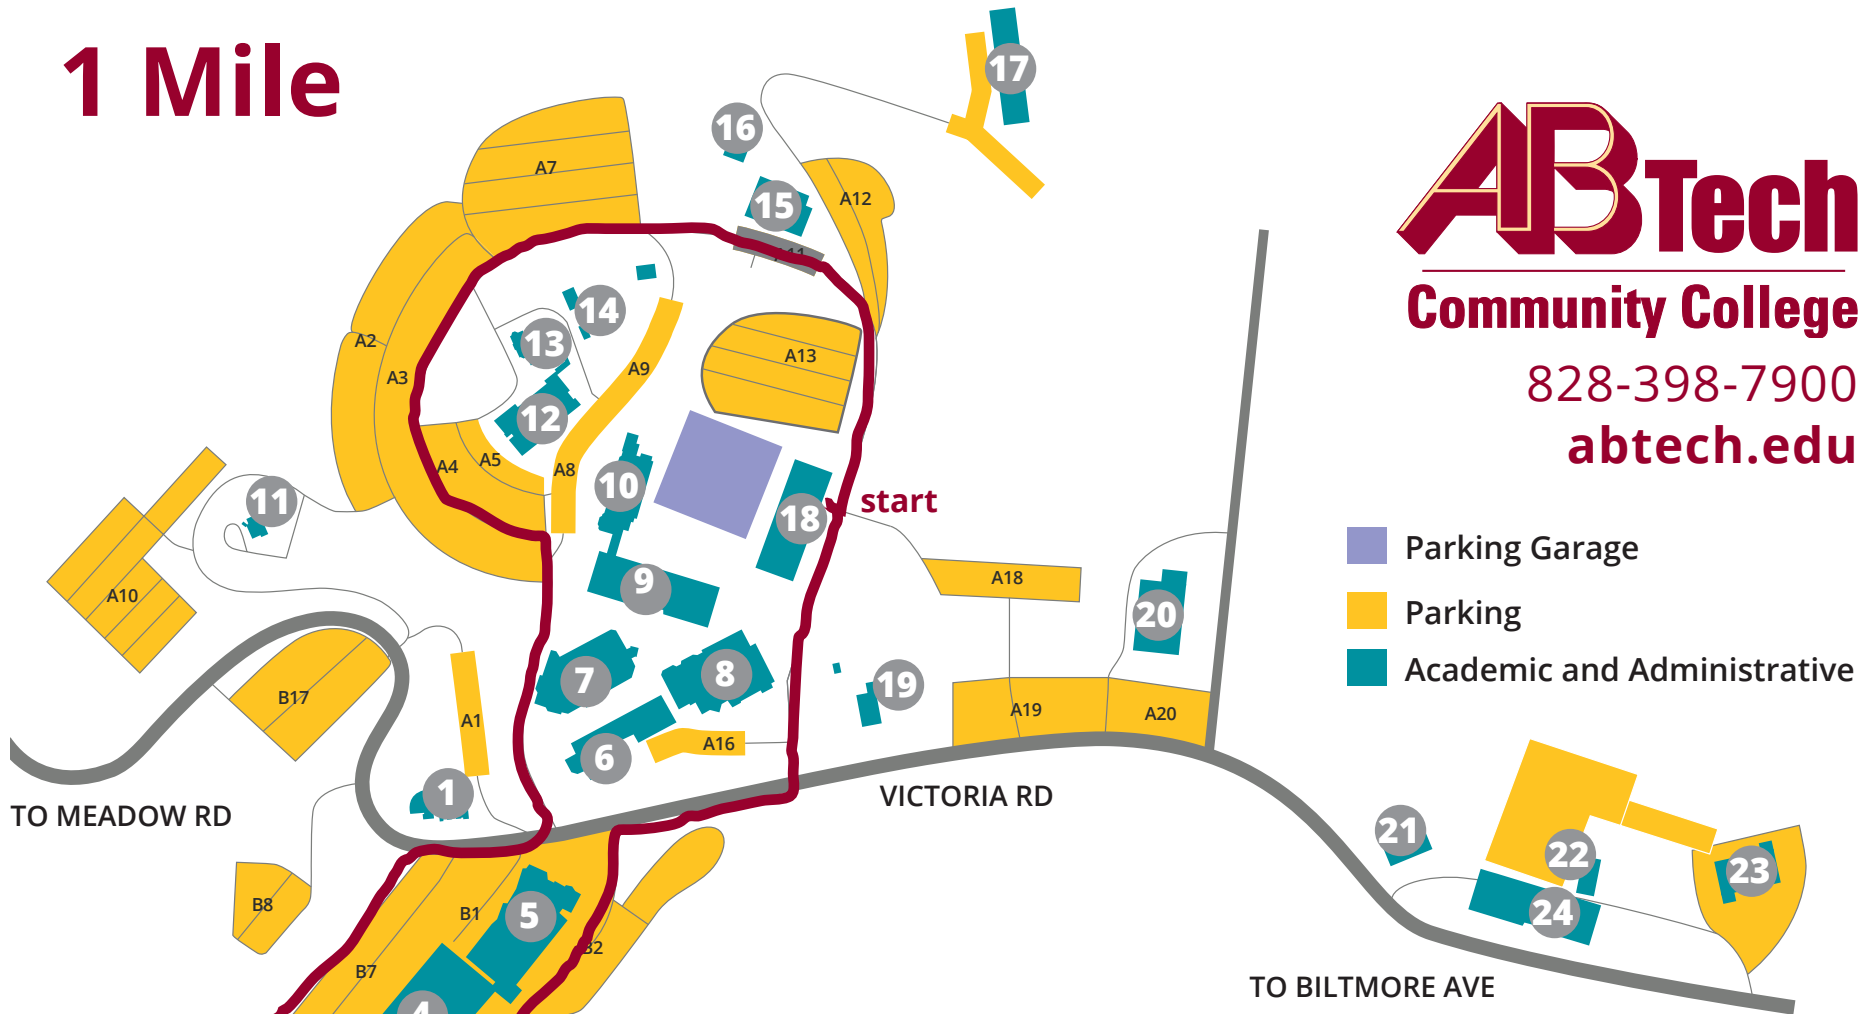 1 Mile
17
16
A7
15
A12
AB Tech
Community College
828-398-7900
abtech.edu
A11
14
13
A2
A3
A9
A13
12
A4
A5
A8
10
11
18
start
Parking Garage
9
A10
A18
20
Parking
Academic and Administrative
7
8
19
B17
A1
A19
A20
6
A16
1
TO MEADOW RD
VICTORIA RD
21
22
23
B8
B1
5
24
B2
B7
4
TO BILTMORE AVE